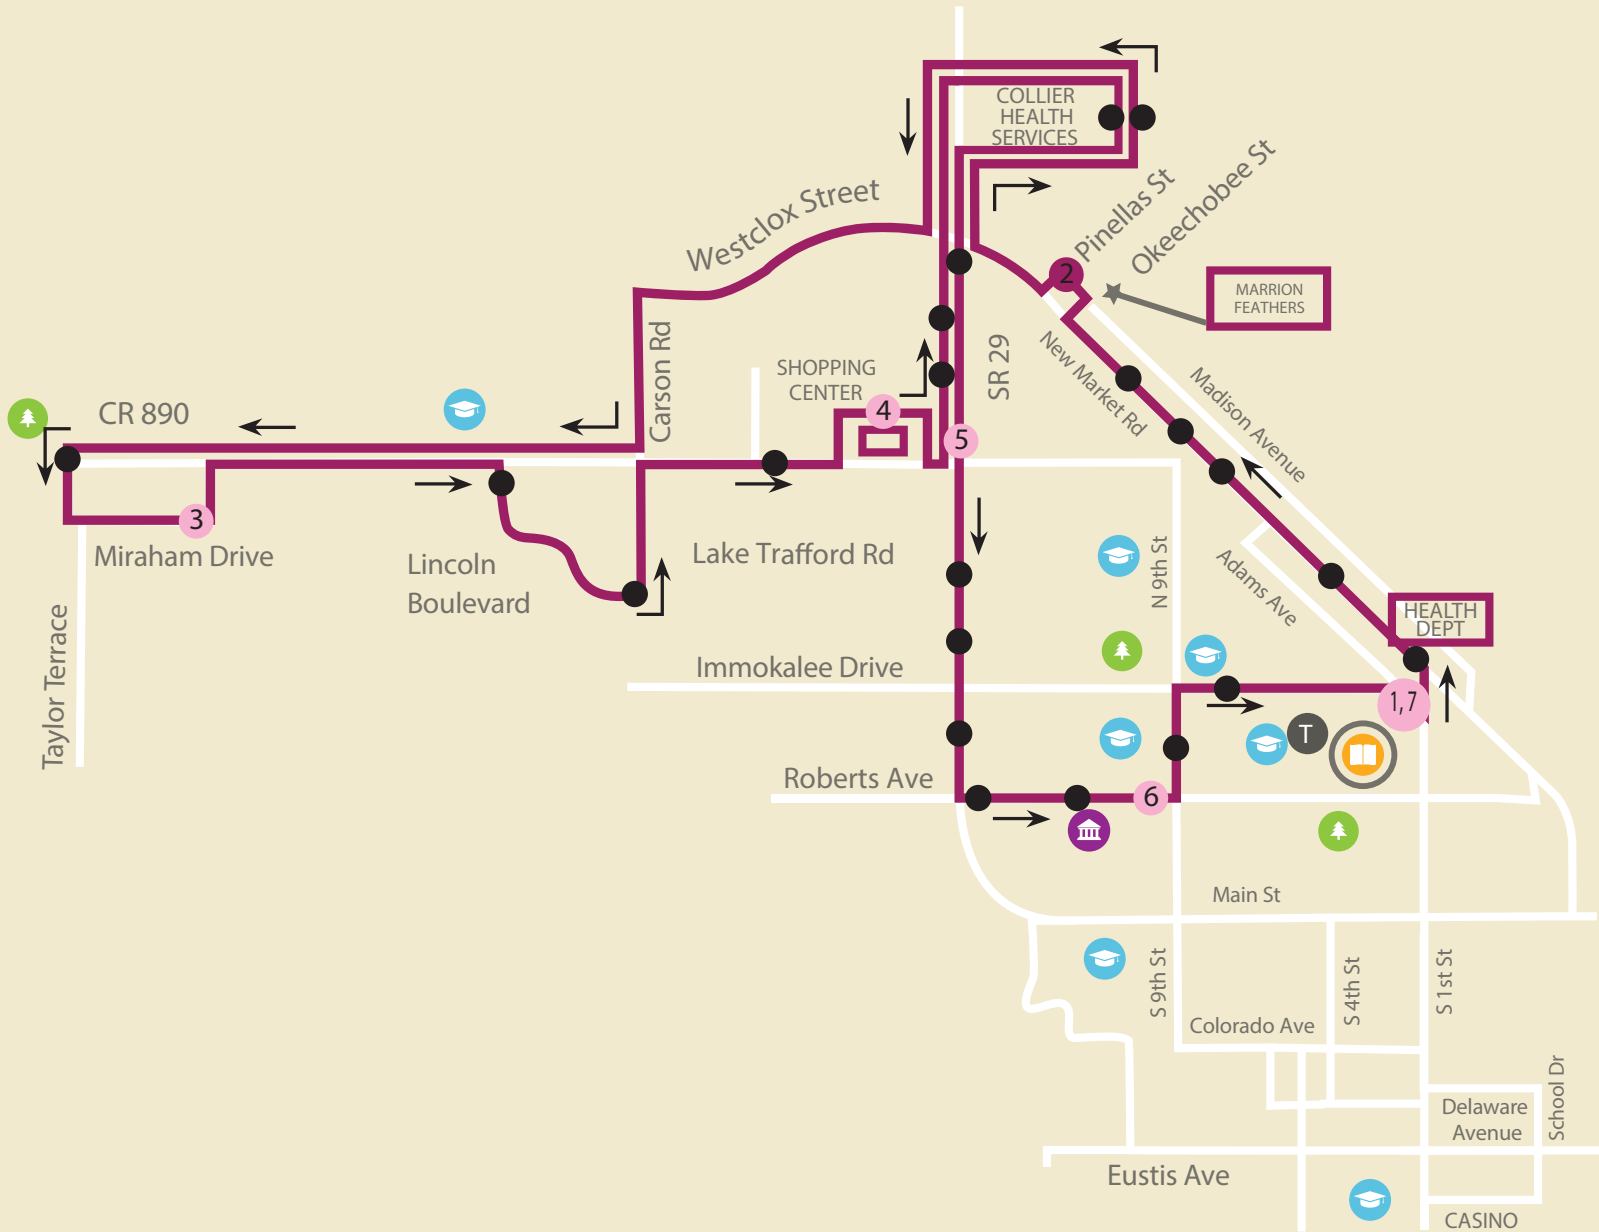 COLLIER
HEALTH
SERVICES
Westclox Street
Pinellas St
Okeechobee St
2
MARRION
FEATHERS
Carson Rd
SHOPPING
CENTER
SR 29
New Market Rd
Madison Avenue
CR 890
4
5
3
Miraham Drive
Lincoln
Boulevard
Lake Trafford Rd
N 9th St
Adams Ave
HEALTH
DEPT
Taylor Terrace
Immokalee Drive
1,7
T
Roberts Ave
6
Main St
S 9th St
S 4th St
S 1st St
Colorado Ave
School Dr
Delaware
Avenue
Eustis Ave
CASINO